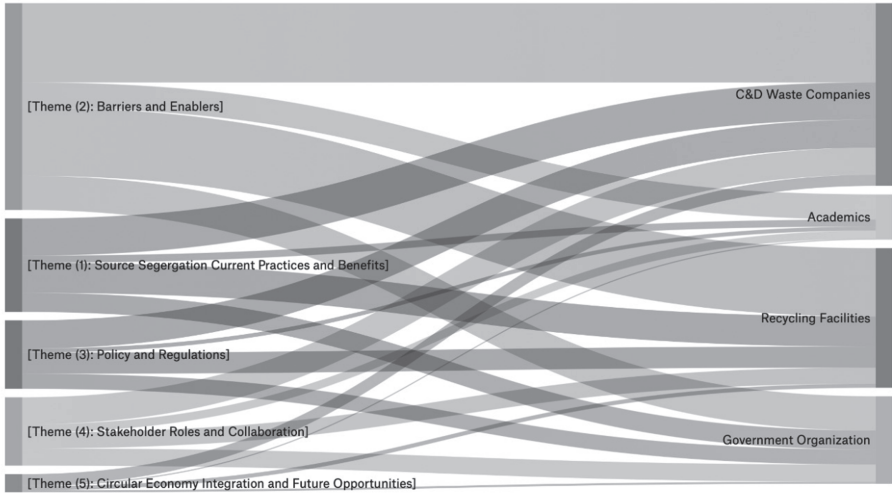 [Theme (2): Barriers and Enablers]
[Theme (1): Source Segergation Current Practices and Benefits]
[Theme (3): Policy and Regulations]
[Theme (4): Stakeholder Roles and Collaboration]
[Theme (5): Circular Economy Integration and Future Opportunities]
C&D Waste Companies
Academics
Recycling Facilities
Government Organization